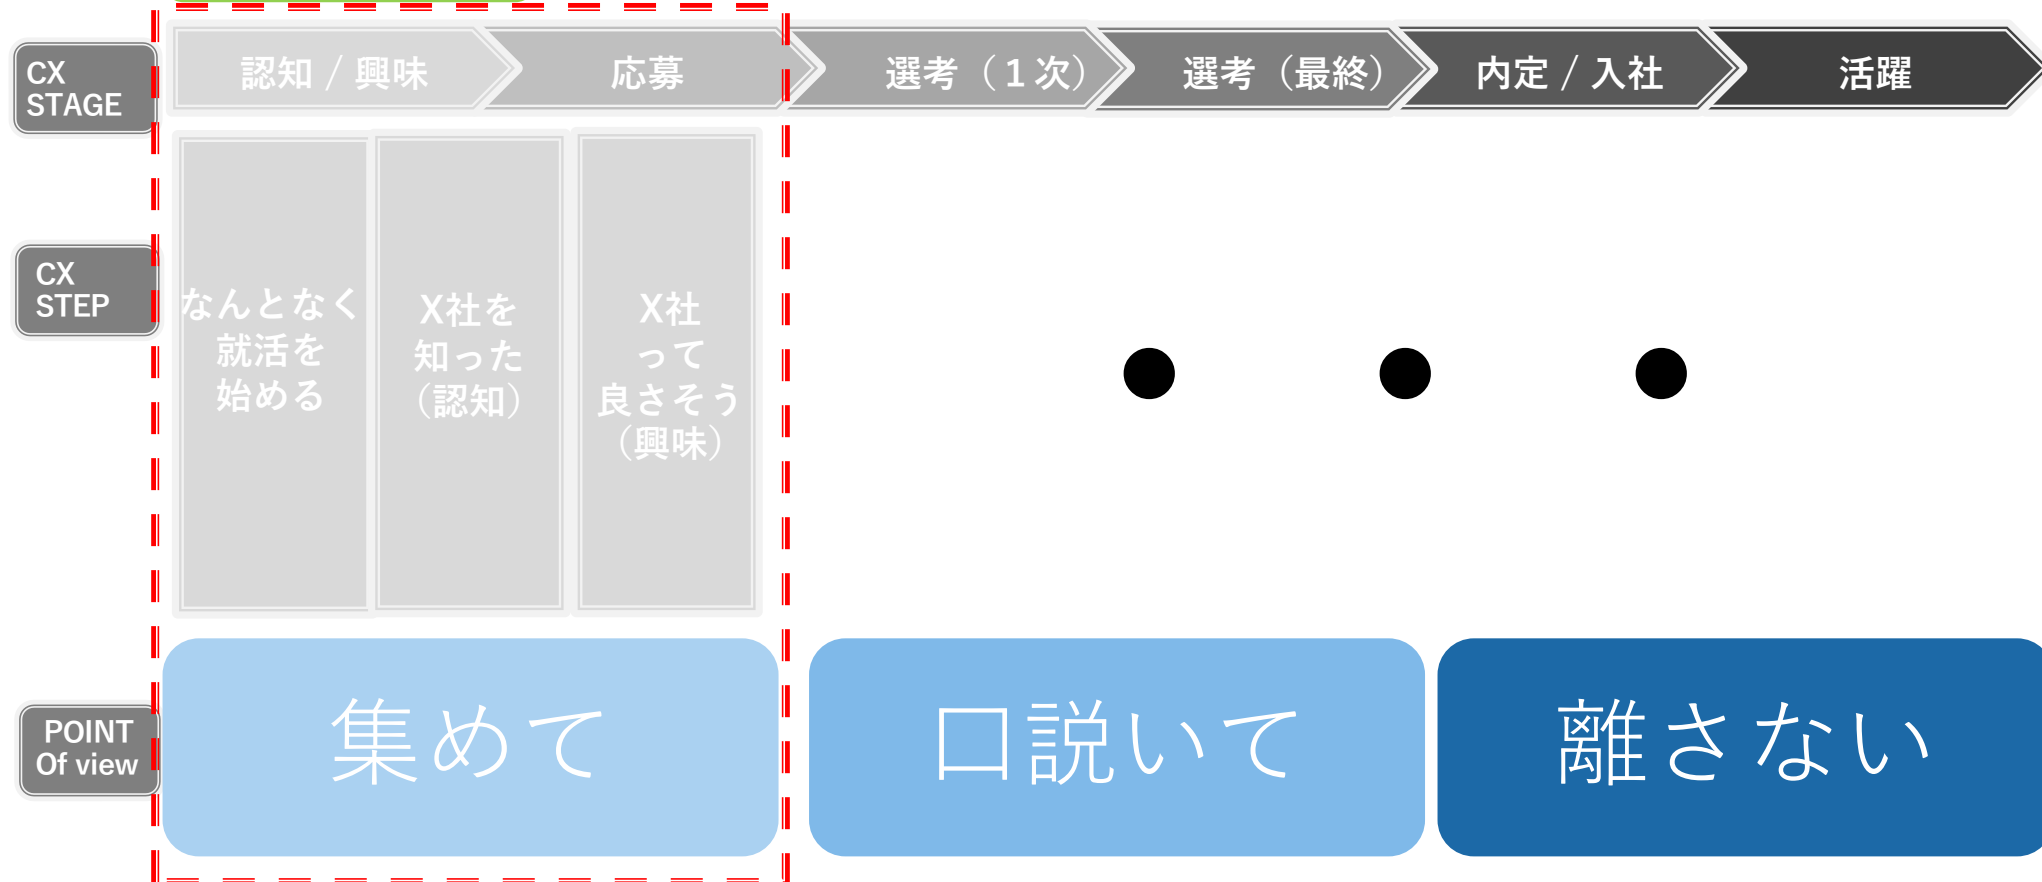 CX
STAGE
認知 / 興味
応募
選考（１次）
選考（最終）
内定 / 入社
活躍
CX
STEP
なんとなく
就活を
始める
X社を
知った
（認知）
X社
って
良さそう
（興味）
POINT
Of view
集めて
口説いて
離さない